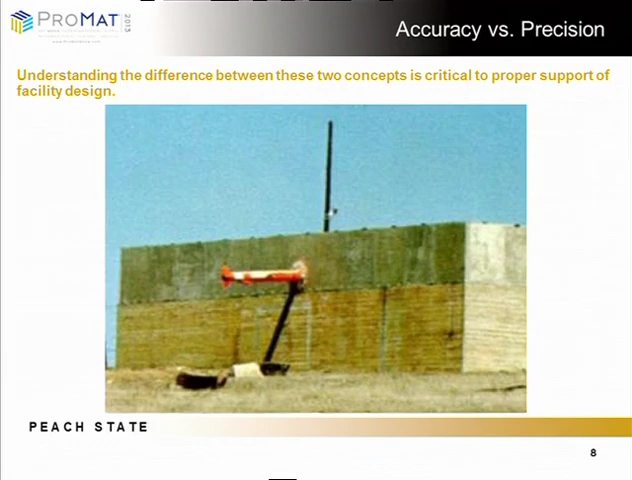 PROMAT
2015
Accuracy vs. Precision
Understanding the difference between these two concepts is critical to proper support of
facility design.
PEACH STATE
8